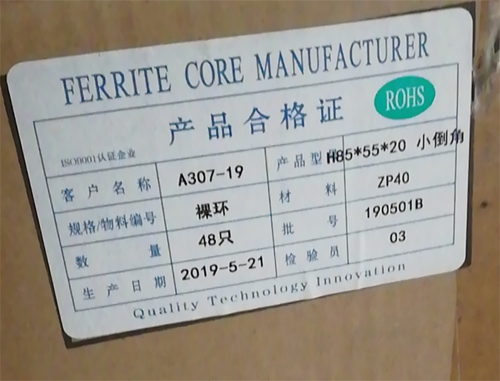 FERRITE CORE MANUFACTURER
产品合格证 ROHS
ISO9001认证企业
客户名称 A307-19 产品型 H85*55*20 小倒角
规格/物料编号 裸环 材料 ZP40
数量 48只 批号 190501B
生产日期 2019-5-21 检验员 03
Quality Technology Innovation